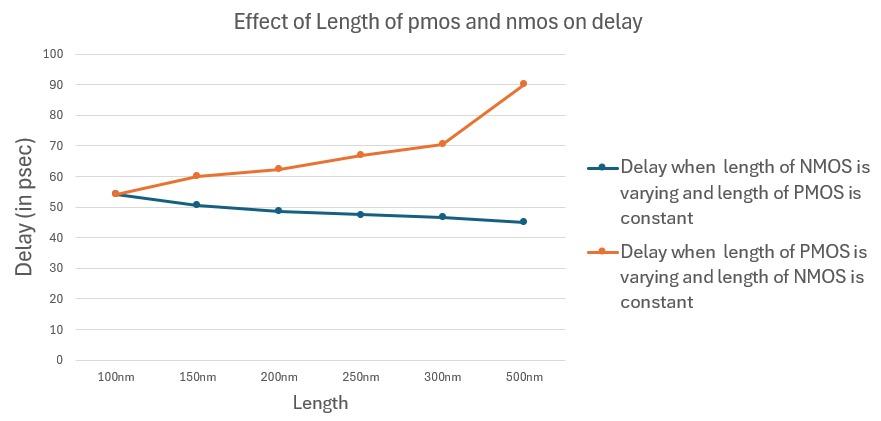 Effect of Length of pmos and nmos on delay
100
90
80
70
60
50
40
30
20
10
0
Delay (in psec)
100nm 150nm 200nm 250nm 300nm 500nm
Length
Delay when length of NMOS is
varying and length of PMOS is
constant
Delay when length of PMOS is
varying and length of NMOS is
constant